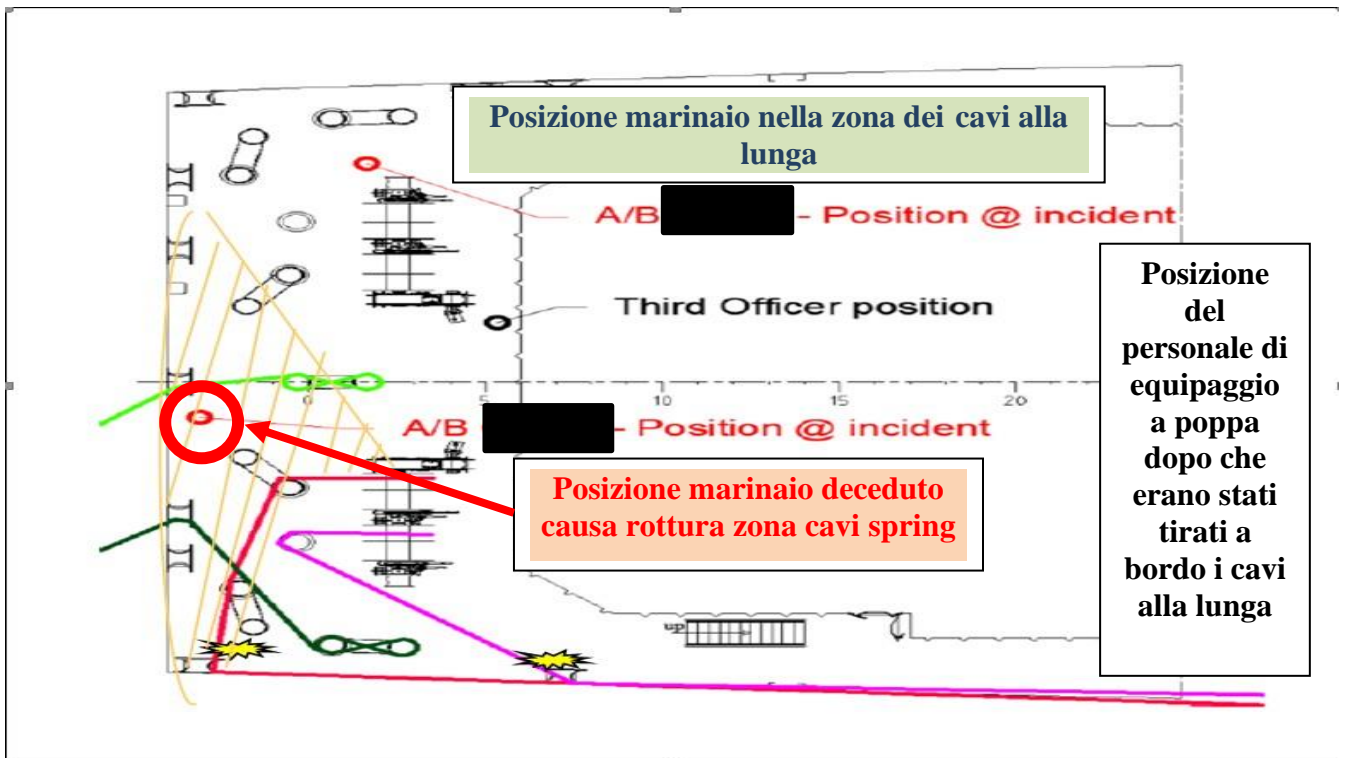 Posizione marinaio nella zona dei cavi alla
lunga
A/B - Position @ incident
Third Officer position
Posizione
del
personale di
equipaggio
a poppa
dopo che
erano stati
tirati a
bordo i cavi
alla lunga
0 5 10 15 20
A/B - Position @ incident
Posizione marinaio deceduto
causa rottura zona cavi spring
up